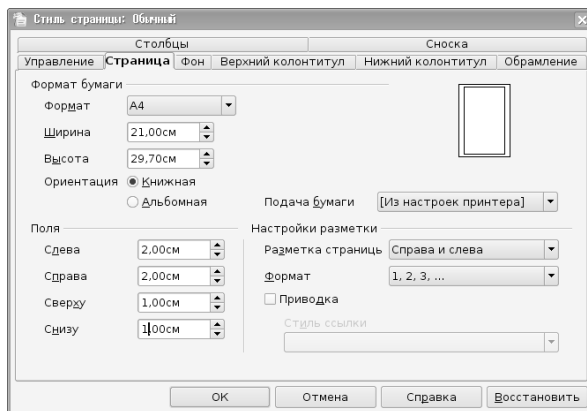 Стиль страницы: Обычный
Столбцы Сноска
Управление Страница Фон Верхний колонтитул Нижний колонтитул Обрамление
Формат бумаги
Формат A4
Ширина 21,00см
Высота 29,70см
Ориентация Книжная
Альбомная Подача бумаги [Из настроек принтера]
Поля Настройки разметки
Слева 2,00см Разметка страниць Справа и слева
Справа 2,00см Формат 1, 2, 3, ...
Сверху 1,00см Приводка
Снизу 1,00см Стиль ссылки
OK Отмена Справка Восстановить